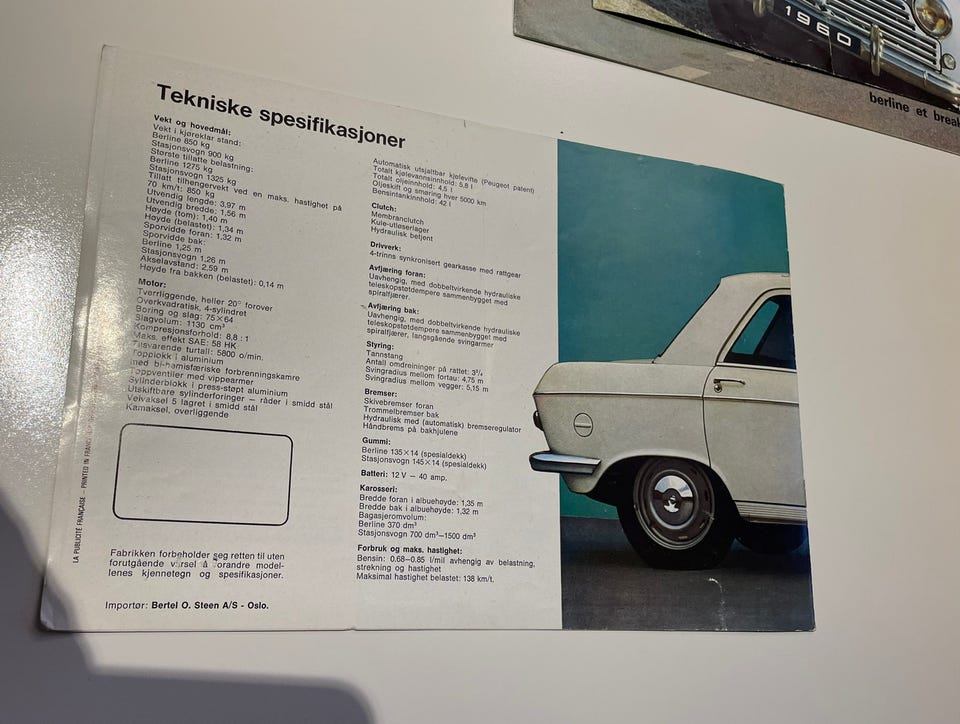 1960
berline et break
Tekniske spesifikasjoner
Vekt og hovedmål:
Vekt i kjøreklar stand:
Berline 850 kg
Stasjonsvogn 900 kg
Største tillatte belastning:
Berline 1275 kg
Stasjonsvogn 1325 kg
Tillatt tilhengervekt ved en maks. hastighet på
70 km/t: 850 kg
Utvendig lengde: 3,97 m
Utvendig bredde: 1,56 m
Høyde (tom): 1,40 m
Høyde (belastet): 1,34 m
Sporvidde foran: 1,32 m
Sporvidde bak:
Berline 1,25 m
Stasjonsvogn 1,26 m
Akselavstand: 2.59 m
Høyde fra bakken (belastet): 0,14 m
Motor:
Tverrliggende, heller 20° forover
Overkvadratisk, 4-sylindret
Boring og slag: 75×64
Slagvolum: 1130 cm³
Kompresjonsforhold: 8,8 : 1
Maks. effekt SAE: 58 HK
Tilsvarende turtall: 5800 o/min.
Topplokk i aluminium
med bi-hemisfæriske forbrenningskamre
Toppventiler med vippearmer
Sylinderblokk i press-støpt aluminium
Utskiftbare sylinderforinger – råder i smidd stål
Veivaksel 5 lagret i smidd stål
Kamaksel, overliggende
Fabrikken forbeholder seg retten til uten
forutgående varsel å forandre model-
lenes kjennetegn og spesifikasjoner.
Importør: Bertel O. Steen A/S - Oslo.
LA PUBLICITÉ FRANÇAISE – PRINTED IN
Automatisk utsjaltbar kjølevifte (Peugeot patent)
Totalt kjølevannsinnhold: 5,8 l
Totalt oljeinnhold: 4,5 l
Oljeskift og smøring hver 5000 km
Bensintankinnhold: 42 l
Clutch:
Membranclutch
Kule-utløserlager
Hydraulisk betjent
Drivverk:
4-trinns synkronisert gearkasse med rattgear
Avfjæring foran:
Uavhengig, med dobbeltvirkende hydrauliske
teleskopstøtdempere sammenbygget med
spiralfjærer.
Avfjæring bak:
Uavhengig, med dobbeltvirkende hydrauliske
teleskopstøtdempere sammenbygget med
spiralfjærer, langsgående svingarmer
Styring:
Tannstang
Antall omdreininger på rattet: 3³/₄
Svingradius mellom fortau: 4,75 m
Svingradius mellom vegger: 5,15 m
Bremser:
Skivebremser foran
Trommelbremser bak
Hydraulisk med (automatisk) bremseregulator
Håndbrems på bakhjulene
Gummi:
Berline 135×14 (spesialdekk)
Stasjonsvogn 145×14 (spesialdekk)
Batteri: 12 V — 40 amp.
Karosseri:
Bredde foran i albuehøyde: 1,35 m
Bredde bak i albuehøyde: 1,32 m
Bagasjeromvolum:
Berline 370 dm³
Stasjonsvogn 700 dm³—1500 dm³
Forbruk og maks. hastighet:
Bensin: 0.68—0.85 l/mil avhengig av belastning,
strekning og hastighet
Maksimal hastighet belastet: 138 km/t.